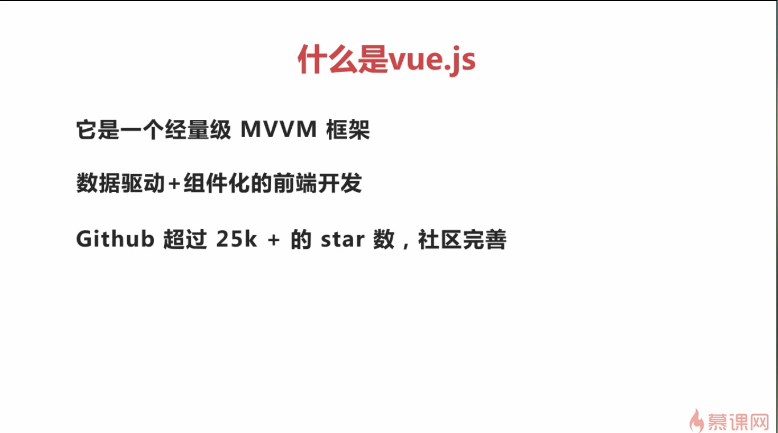 什么是vue.js
它是一个经量级 MVVM 框架
数据驱动+组件化的前端开发
Github 超过 25k + 的 star 数，社区完善
慕课网